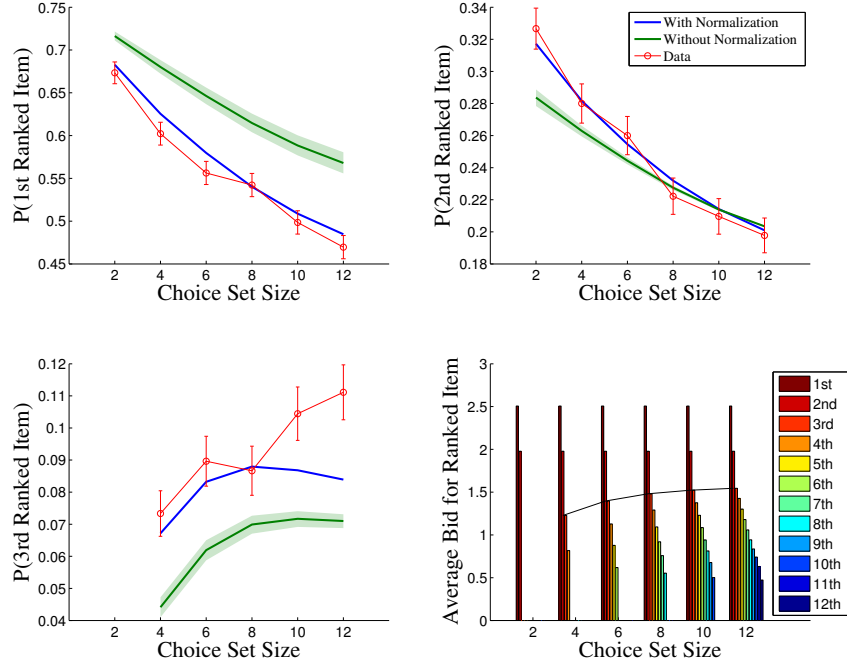 0.75
0.7
0.65
0.6
0.55
0.5
0.45
P(1st Ranked Item)
2 4 6 8 10 12
Choice Set Size
0.34
0.32
0.3
0.28
0.26
0.24
0.22
0.2
0.18
P(2nd Ranked Item)
With Normalization
Without Normalization
Data
2 4 6 8 10 12
Choice Set Size
0.12
0.11
0.1
0.09
0.08
0.07
0.06
0.05
0.04
P(3rd Ranked Item)
2 4 6 8 10 12
Choice Set Size
3
2.5
2
1.5
1
0.5
0
Average Bid for Ranked Item
1st
2nd
3rd
4th
5th
6th
7th
8th
9th
10th
11th
12th
2 4 6 8 10 12
Choice Set Size